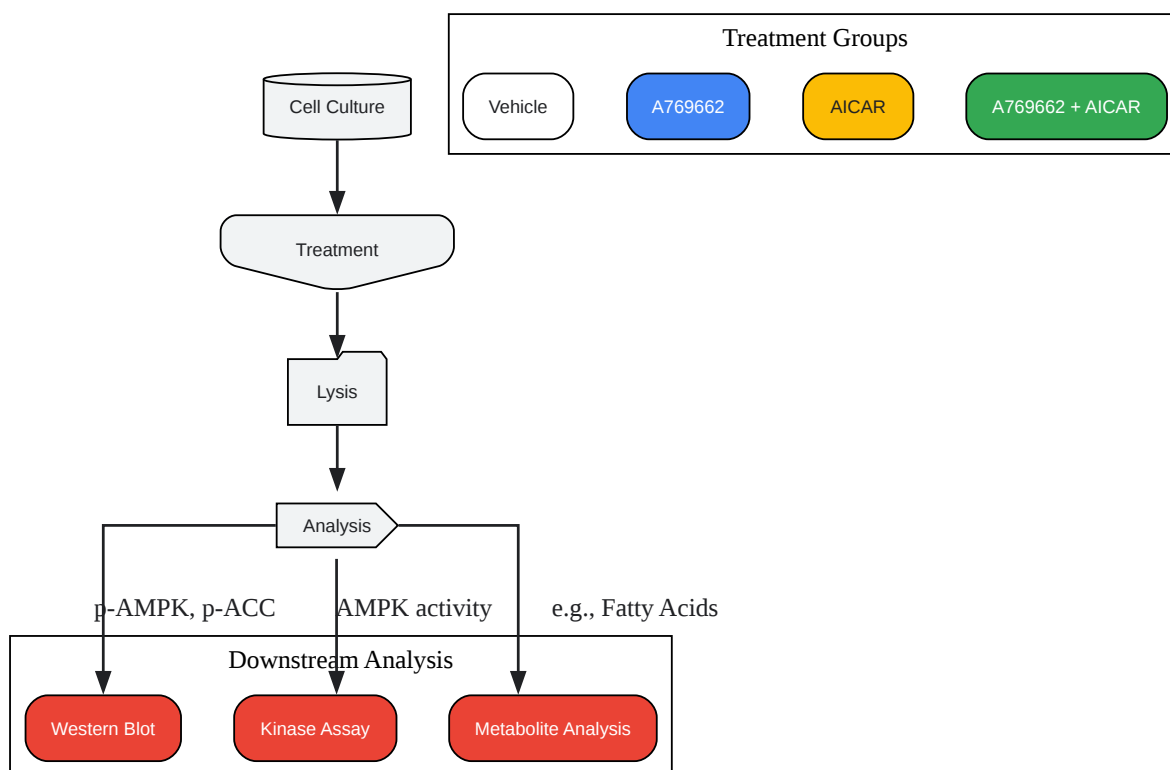 Treatment Groups
Cell Culture
Vehicle
A769662
AICAR
A769662 + AICAR
Treatment
Lysis
Analysis
p-AMPK, p-ACC
AMPK activity
e.g., Fatty Acids
Downstream Analysis
Western Blot
Kinase Assay
Metabolite Analysis